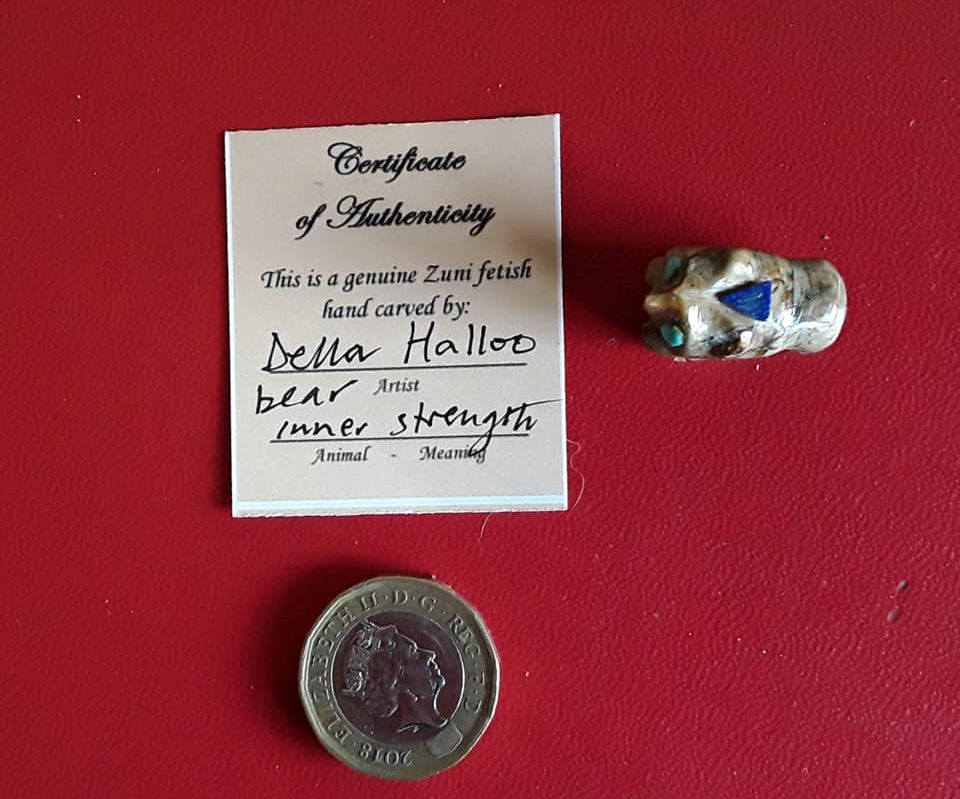 Certificate
of Authenticity
This is a genuine Zuni fetish
hand carved by:
Della Halloo
bear Artist
inner strength
Animal - Meaning
ELIZABETH II · D · G · REG · F · D
2018